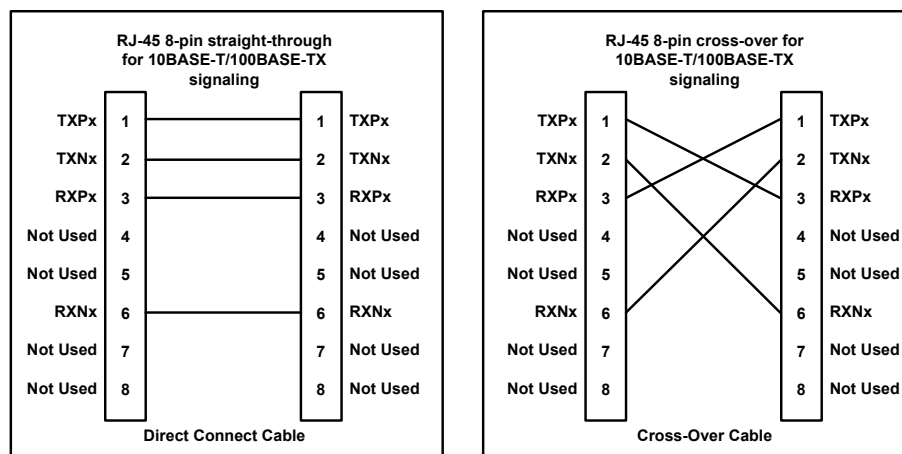 RJ-45 8-pin straight-through
for 10BASE-T/100BASE-TX
signaling
TXPx 1 1 TXPx
TXNx 2 2 TXNx
RXPx 3 3 RXPx
Not Used 4 4 Not Used
Not Used 5 5 Not Used
RXNx 6 6 RXNx
Not Used 7 7 Not Used
Not Used 8 8 Not Used
Direct Connect Cable
RJ-45 8-pin cross-over for
10BASE-T/100BASE-TX
signaling
TXPx 1 1 TXPx
TXNx 2 2 TXNx
RXPx 3 3 RXPx
Not Used 4 4 Not Used
Not Used 5 5 Not Used
RXNx 6 6 RXNx
Not Used 7 7 Not Used
Not Used 8 8 Not Used
Cross-Over Cable